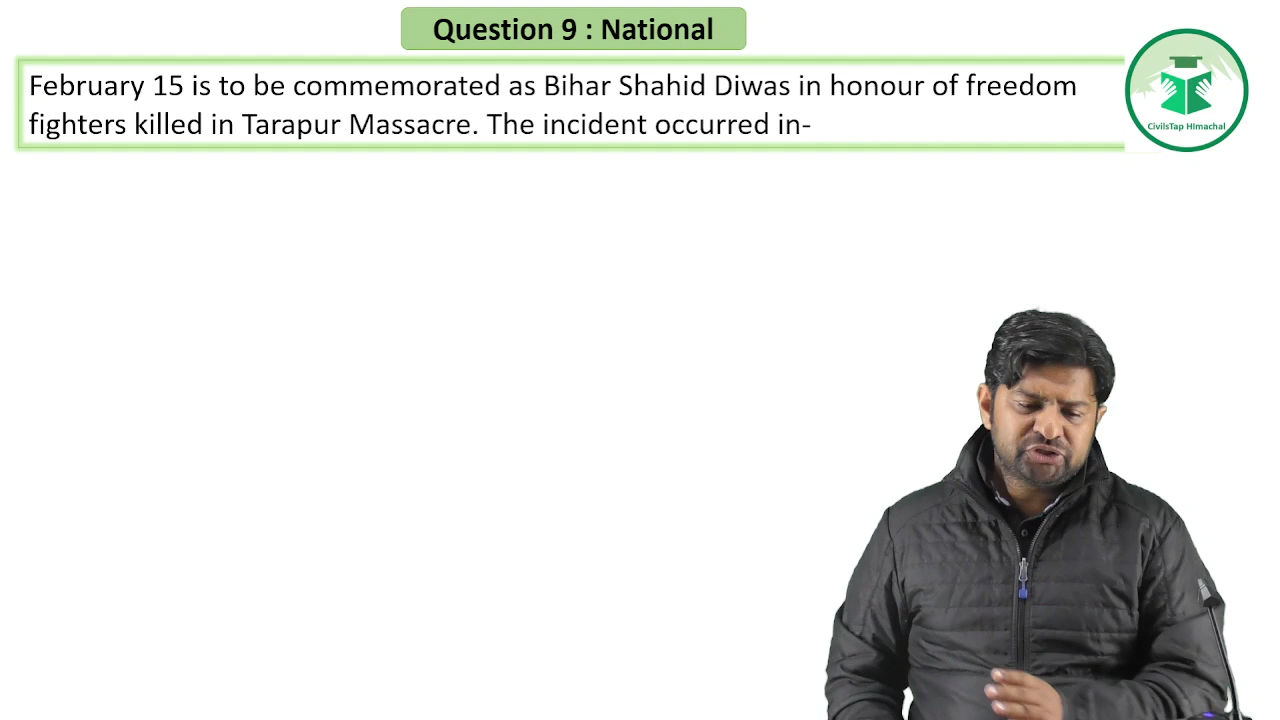 Question 9 : National
February 15 is to be commemorated as Bihar Shahid Diwas in honour of freedom
fighters killed in Tarapur Massacre. The incident occurred in-
CivilsTap HImachal